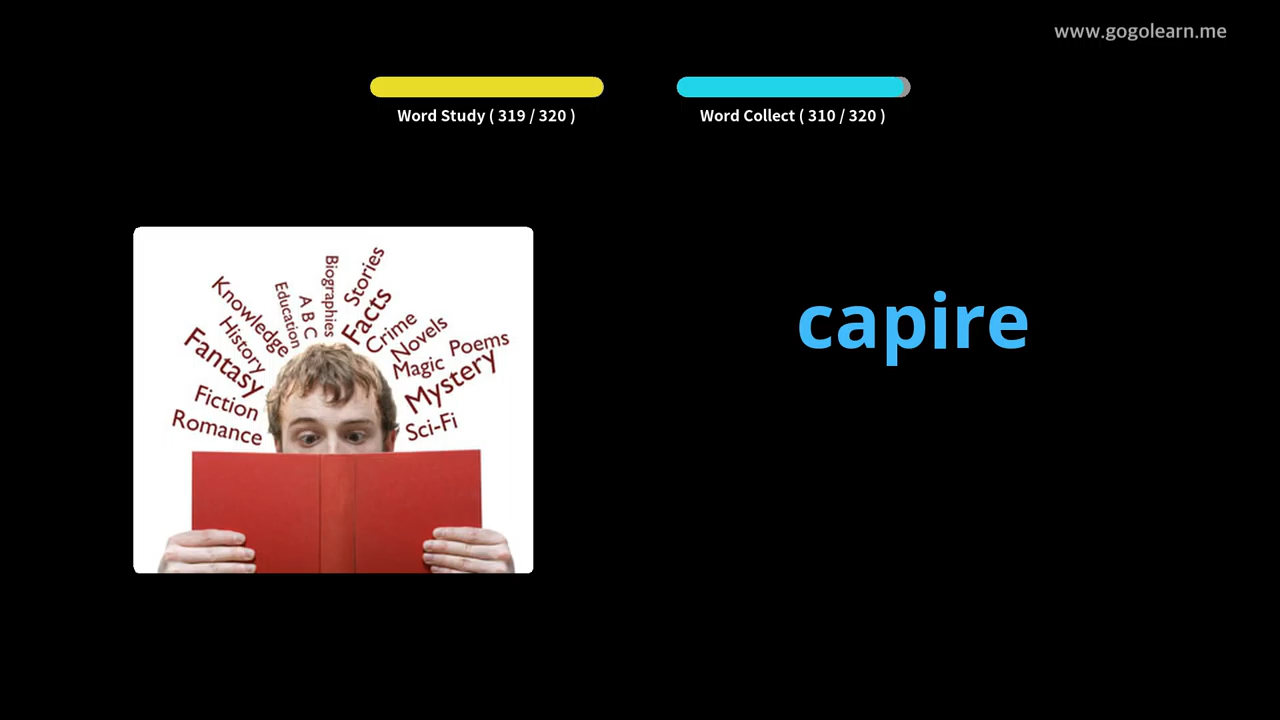 www.gogolearn.me
Word Study ( 319 / 320 )
Word Collect ( 310 / 320 )
capire
Biographies
Stories
Education
A B C
Facts
Knowledge
History
Crime
Novels
Poems
Fantasy
Magic
Mystery
Fiction
Sci-Fi
Romance